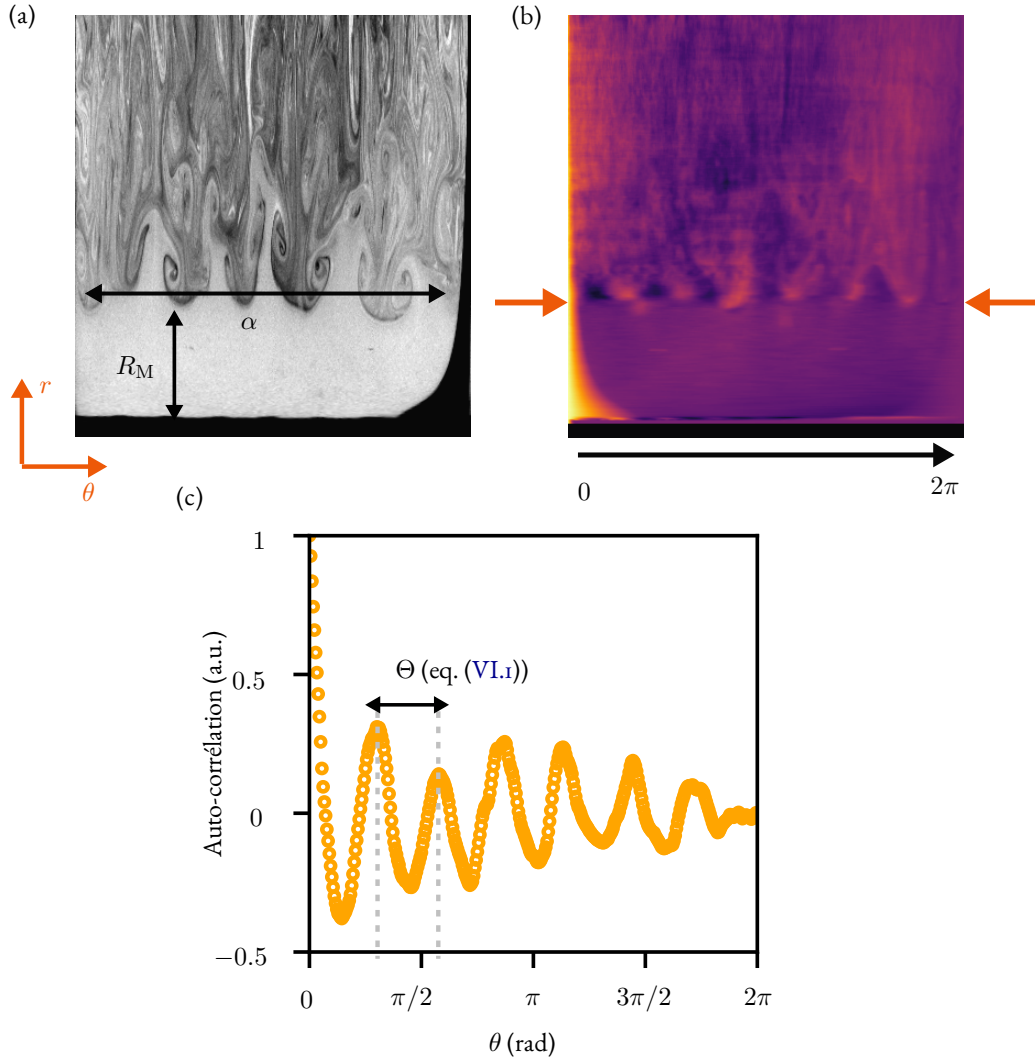 (a)
(b)
α
R_M
r
θ
0
2π
(c)
1
0.5
0
−0.5
Auto-corrélation (a.u.)
Θ (eq. (VI.1))
0
π/2
π
3π/2
2π
θ (rad)